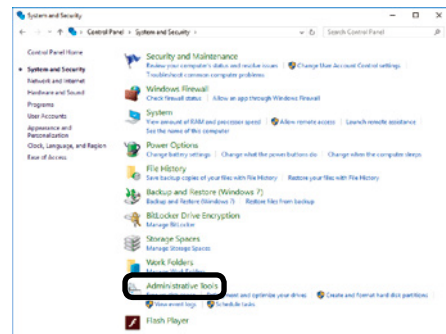 System and Security
Control Panel › System and Security
Search Control Panel
Control Panel Home
System and Security
Network and Internet
Hardware and Sound
Programs
User Accounts
Appearance and
Personalization
Clock, Language, and Region
Ease of Access
Security and Maintenance
Review your computer's status and resolve issues Change User Account Control settings
Troubleshoot common computer problems
Windows Firewall
Check firewall status Allow an app through Windows Firewall
System
View amount of RAM and processor speed Allow remote access Launch remote assistance
See the name of this computer
Power Options
Change battery settings Change what the power buttons do Change when the computer sleeps
File History
Save backup copies of your files with File History Restore your files with File History
Backup and Restore (Windows 7)
Backup and Restore (Windows 7) Restore files from backup
BitLocker Drive Encryption
Manage BitLocker
Storage Spaces
Manage Storage Spaces
Work Folders
Manage Work Folders
Administrative Tools
and optimize your drives Create and format hard disk partitions
View event logs Schedule tasks
Flash Player